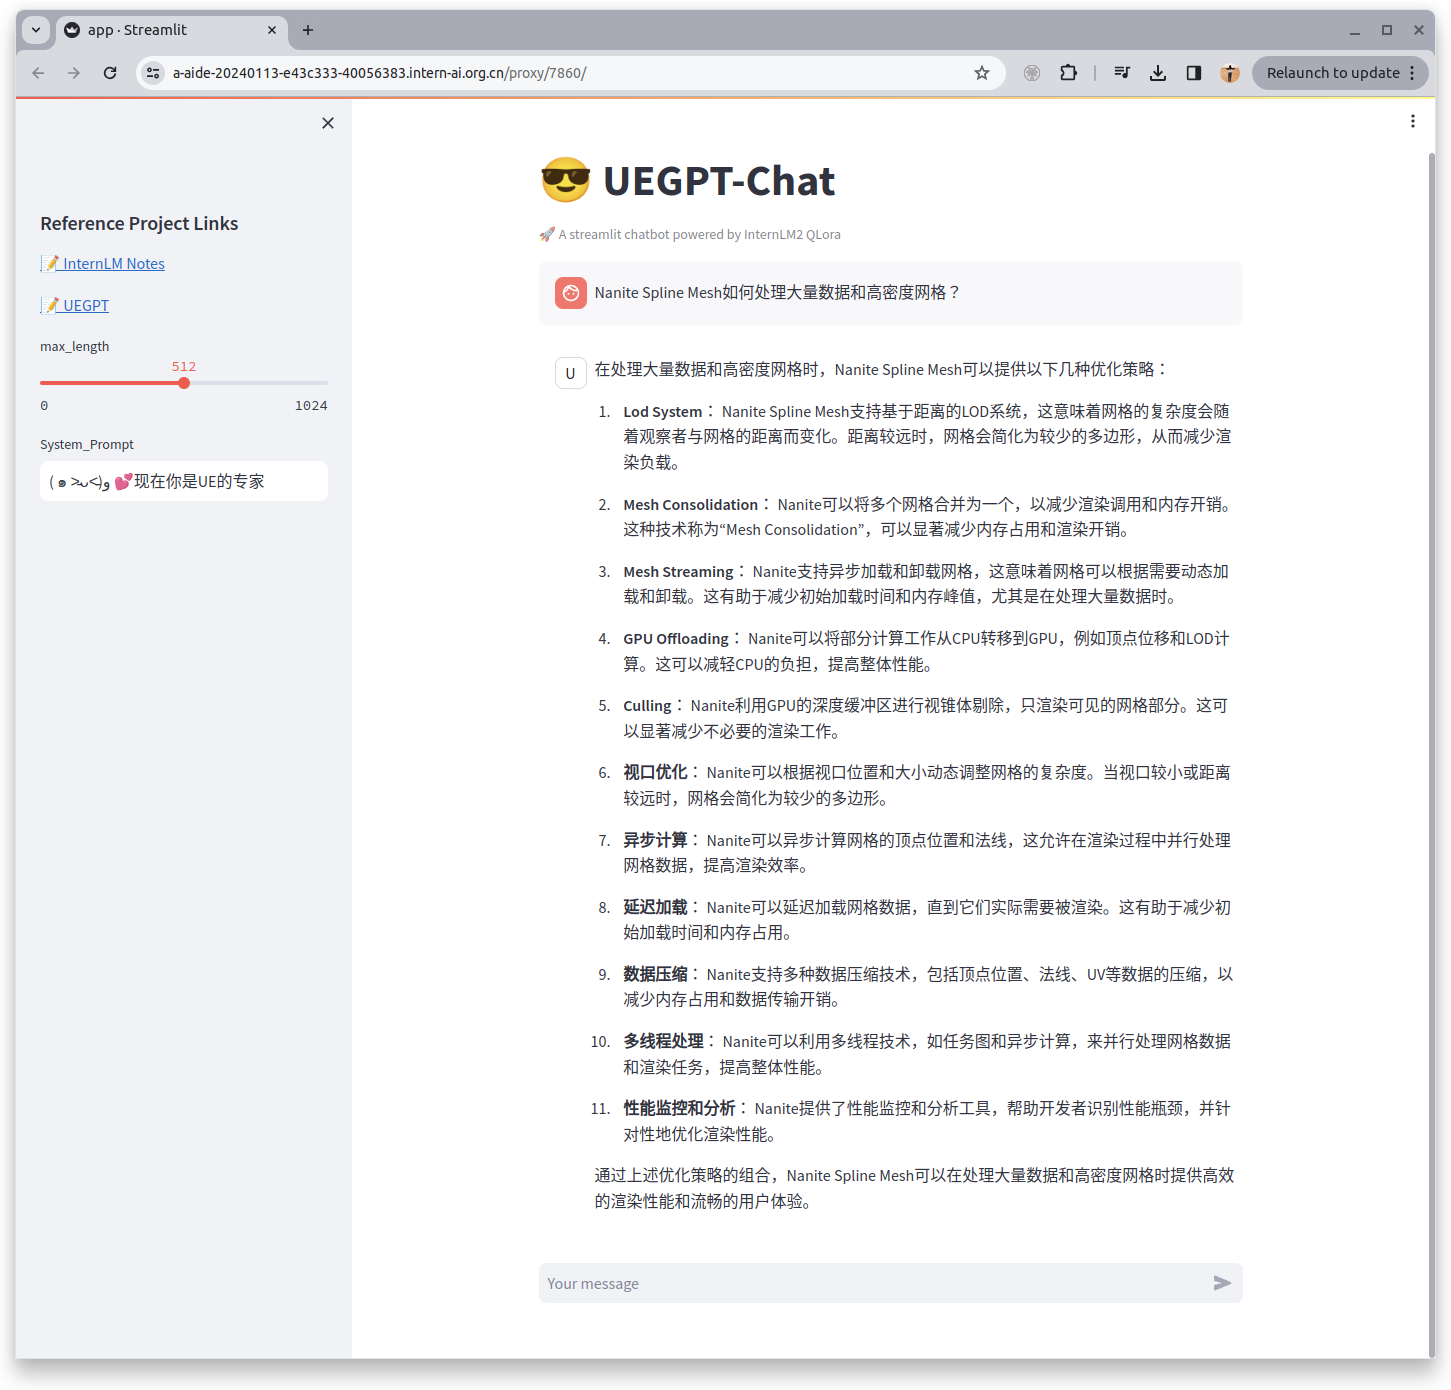 app · Streamlit
a-aide-20240113-e43c333-40056383.intern-ai.org.cn/proxy/7860/
Relaunch to update
Reference Project Links
📝 InternLM Notes
📝 UEGPT
max_length
512
0 1024
System_Prompt
(๑˃̵ᴗ˂̵)و 💕现在你是UE的专家
😎 UEGPT-Chat
🚀 A streamlit chatbot powered by InternLM2 QLora
Nanite Spline Mesh如何处理大量数据和高密度网格？
U
在处理大量数据和高密度网格时，Nanite Spline Mesh可以提供以下几种优化策略：
1. Lod System： Nanite Spline Mesh支持基于距离的LOD系统，这意味着网格的复杂度会随
着观察者与网格的距离而变化。距离较远时，网格会简化为较少的多边形，从而减少渲
染负载。
2. Mesh Consolidation： Nanite可以将多个网格合并为一个，以减少渲染调用和内存开销。
这种技术称为“Mesh Consolidation”，可以显著减少内存占用和渲染开销。
3. Mesh Streaming： Nanite支持异步加载和卸载网格，这意味着网格可以根据需要动态加
载和卸载。这有助于减少初始加载时间和内存峰值，尤其是在处理大量数据时。
4. GPU Offloading： Nanite可以将部分计算工作从CPU转移到GPU，例如顶点位移和LOD计
算。这可以减轻CPU的负担，提高整体性能。
5. Culling： Nanite利用GPU的深度缓冲区进行视锥体剔除，只渲染可见的网格部分。这可
以显著减少不必要的渲染工作。
6. 视口优化： Nanite可以根据视口位置和大小动态调整网格的复杂度。当视口较小或距离
较远时，网格会简化为较少的多边形。
7. 异步计算： Nanite可以异步计算网格的顶点位置和法线，这允许在渲染过程中并行处理
网格数据，提高渲染效率。
8. 延迟加载： Nanite可以延迟加载网格数据，直到它们实际需要被渲染。这有助于减少初
始加载时间和内存占用。
9. 数据压缩： Nanite支持多种数据压缩技术，包括顶点位置、法线、UV等数据的压缩，以
减少内存占用和数据传输开销。
10. 多线程处理： Nanite可以利用多线程技术，如任务图和异步计算，来并行处理网格数据
和渲染任务，提高整体性能。
11. 性能监控和分析： Nanite提供了性能监控和分析工具，帮助开发者识别性能瓶颈，并针
对性地优化渲染性能。
通过上述优化策略的组合，Nanite Spline Mesh可以在处理大量数据和高密度网格时提供高效
的渲染性能和流畅的用户体验。
Your message